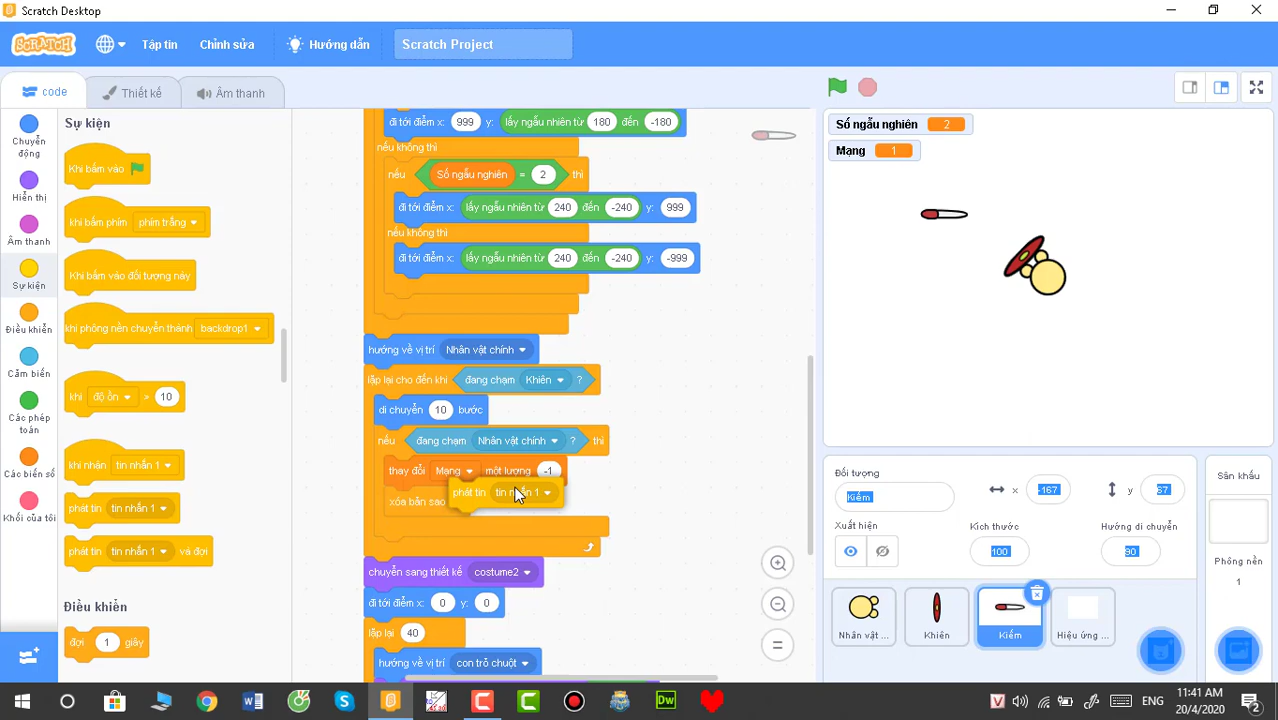 Scratch Desktop
SCRATCH
Tập tin
Chỉnh sửa
Hướng dẫn
Scratch Project
code
Thiết kế
Âm thanh
Chuyển động
Hiển thị
Âm thanh
Sự kiện
Điều khiển
Cảm biến
Các phép toán
Các biến số
Khối của tôi
Sự kiện
Khi bấm vào
khi bấm phím phím trắng
Khi bấm vào đối tượng này
khi phông nền chuyển thành backdrop1
khi độ ồn > 10
khi nhận tin nhắn 1
phát tin tin nhắn 1
phát tin tin nhắn 1 và đợi
Điều khiển
đợi 1 giây
đi tới điểm x: 999 y: lấy ngẫu nhiên từ 180 đến -180
nếu không thì
nếu Số ngẫu nghiên = 2 thì
đi tới điểm x: lấy ngẫu nhiên từ 240 đến -240 y: 999
nếu không thì
đi tới điểm x: lấy ngẫu nhiên từ 240 đến -240 y: -999
hướng về vị trí Nhân vật chính
lặp lại cho đến khi đang chạm Khiên ?
di chuyển 10 bước
nếu đang chạm Nhân vật chính ? thì
thay đổi Mạng một lượng -1
phát tin tin nhắn 1
xóa bản sao
chuyển sang thiết kế costume2
đi tới điểm x: 0 y: 0
lặp lại 40
hướng về vị trí con trỏ chuột
Số ngẫu nghiên 2
Mạng 1
Đối tượng
Kiếm
x -167
y 67
Xuất hiện
Kích thước
100
Hướng di chuyển
90
Nhân vật ...
Khiên
Kiếm
Hiệu ứng ...
Sân khấu
Phông nền
1
Dw
V
ENG
11:41 AM
20/4/2020
2